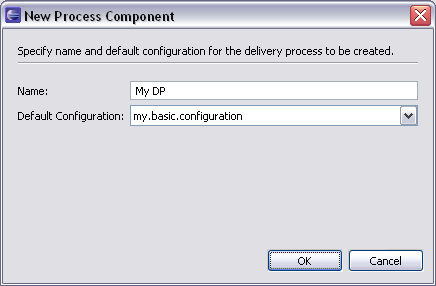 New Process Component
Specify name and default configuration for the delivery process to be created.
Name: My DP
Default Configuration: my.basic.configuration
OK Cancel